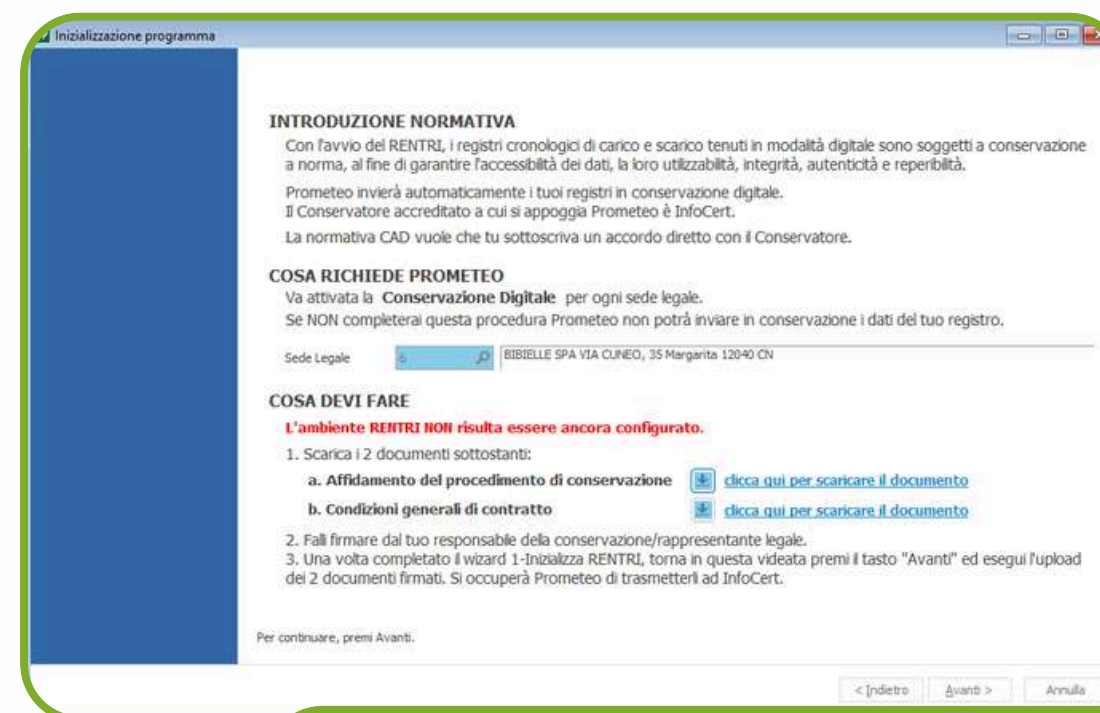 Inizializzazione programma
INTRODUZIONE NORMATIVA
Con l'avvio del RENTRI, i registri cronologici di carico e scarico tenuti in modalità digitale sono soggetti a conservazione
a norma, al fine di garantire l'accessibilità dei dati, la loro utilizzabilità, integrità, autenticità e reperibilità.
Prometeo invierà automaticamente i tuoi registri in conservazione digitale.
Il Conservatore accreditato a cui si appoggia Prometeo è InfoCert.
La normativa CAD vuole che tu sottoscriva un accordo diretto con il Conservatore.
COSA RICHIEDE PROMETEO
Va attivata la Conservazione Digitale per ogni sede legale.
Se NON completerai questa procedura Prometeo non potrà inviare in conservazione i dati del tuo registro.
Sede Legale 6 BIBIELLE SPA VIA CUNEO, 35 Margarita 12040 CN
COSA DEVI FARE
L'ambiente RENTRI NON risulta essere ancora configurato.
1. Scarica i 2 documenti sottostanti:
a. Affidamento del procedimento di conservazione clicca qui per scaricare il documento
b. Condizioni generali di contratto clicca qui per scaricare il documento
2. Falli firmare dal tuo responsabile della conservazione/rappresentante legale.
3. Una volta completato il wizard 1-Inizializza RENTRI, torna in questa videata premi il tasto "Avanti" ed esegui l'upload
dei 2 documenti firmati. Si occuperà Prometeo di trasmetterli ad InfoCert.
Per continuare, premi Avanti.
< Indietro Avanti > Annulla